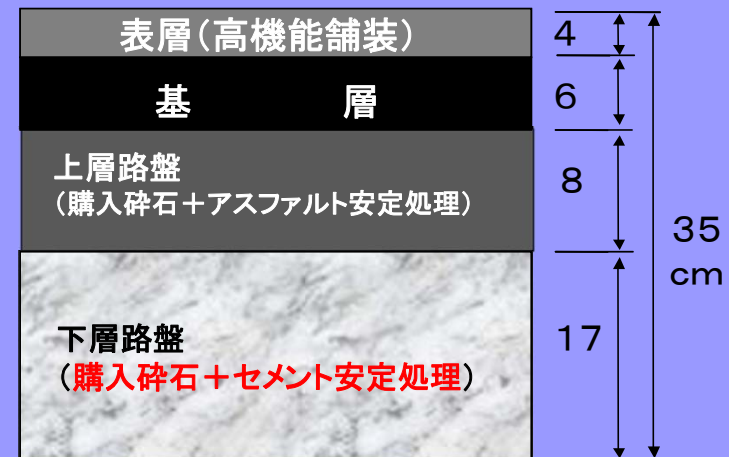 表層(高機能舗装)
4
基　層
6
上層路盤
(購入砕石+アスファルト安定処理)
8
35
cm
下層路盤
(購入砕石+セメント安定処理)
17